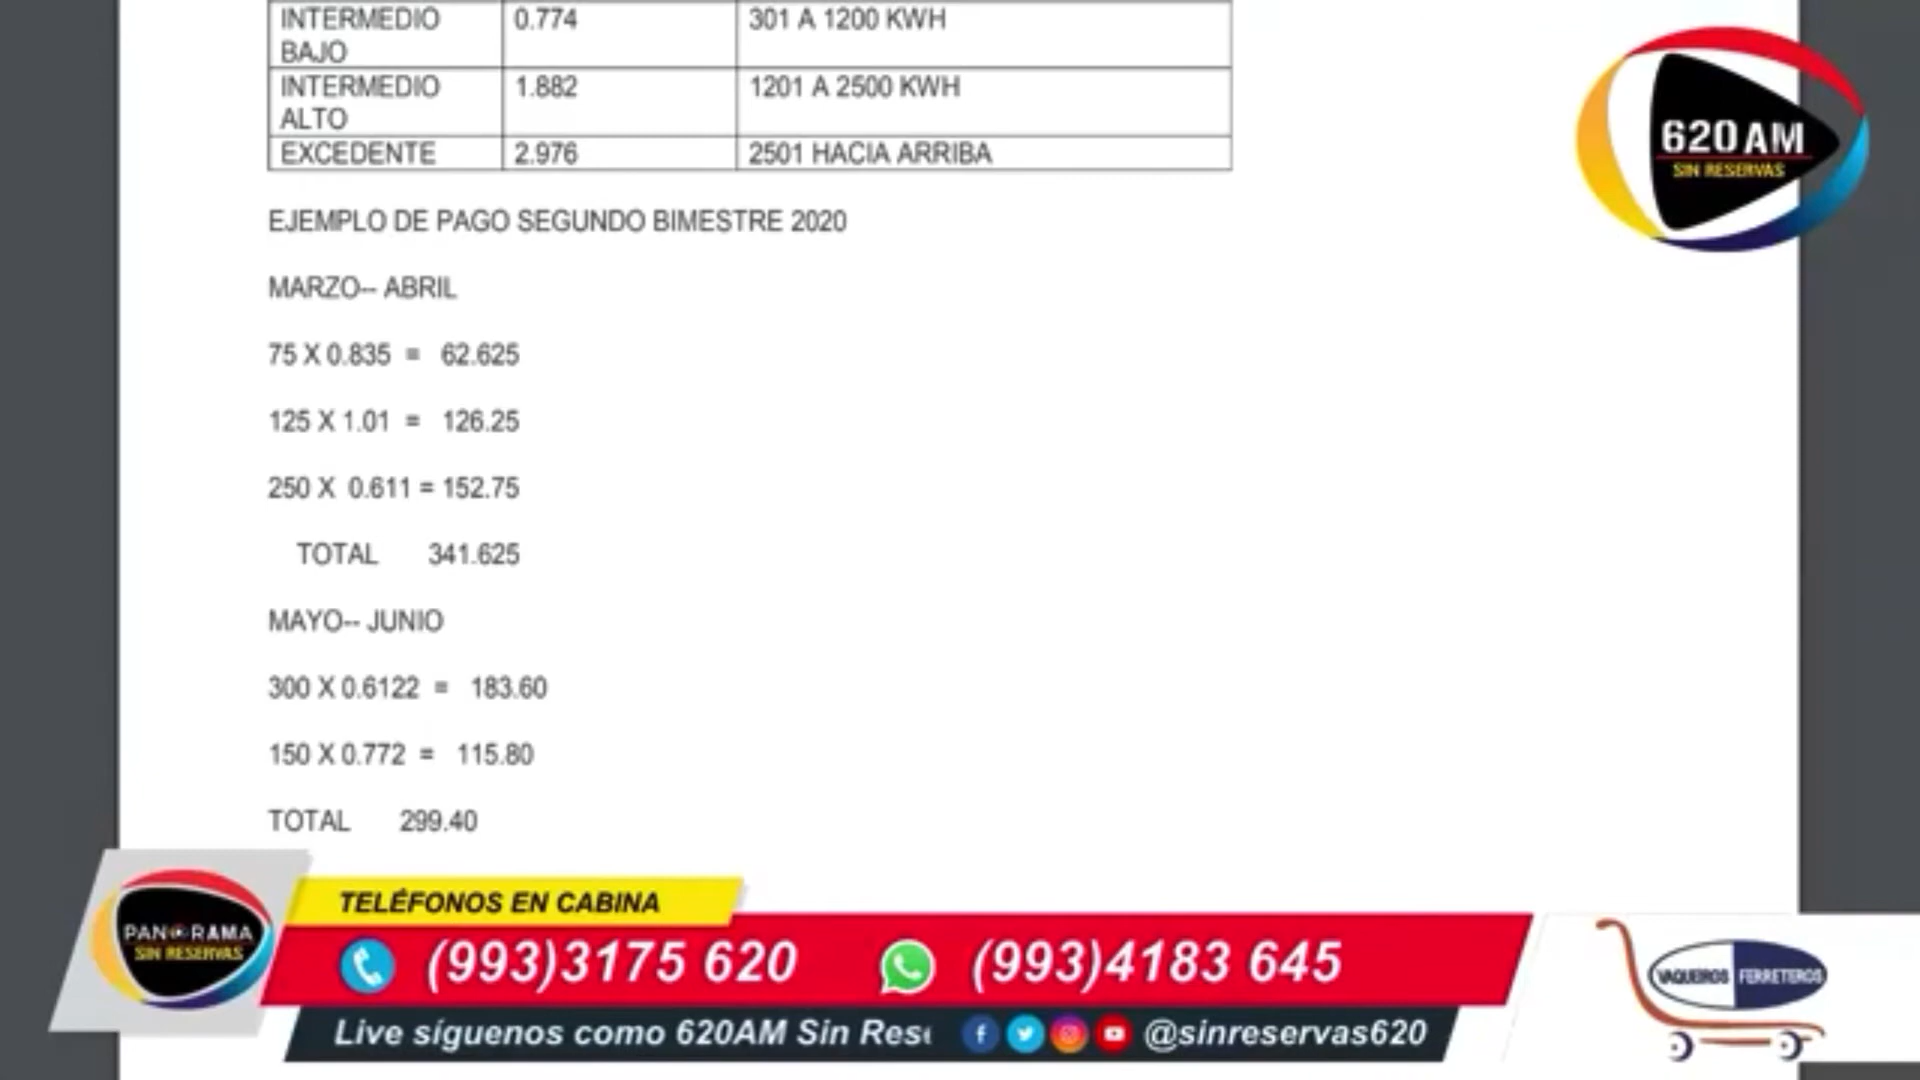 INTERMEDIO 0.774 301 A 1200 KWH
BAJO
INTERMEDIO 1.882 1201 A 2500 KWH
ALTO
EXCEDENTE 2.976 2501 HACIA ARRIBA
EJEMPLO DE PAGO SEGUNDO BIMESTRE 2020
MARZO-- ABRIL
75 X 0.835 = 62.625
125 X 1.01 = 126.25
250 X 0.611 = 152.75
TOTAL 341.625
MAYO-- JUNIO
300 X 0.6122 = 183.60
150 X 0.772 = 115.80
TOTAL 299.40
620 AM
SIN RESERVAS
TELÉFONOS EN CABINA
PANORAMA
SIN RESERVAS
(993)3175 620 (993)4183 645
Live síguenos como 620AM Sin Res
@sinreservas620
VAQUEIROS FERRETEROS